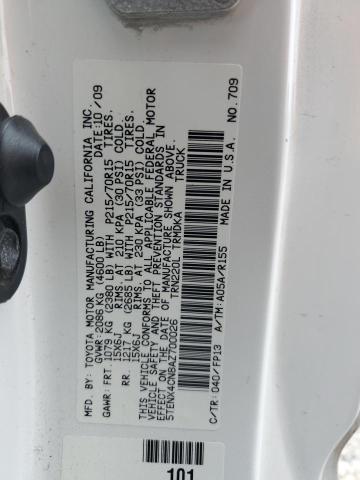 MFD. BY: TOYOTA MOTOR MANUFACTURING CALIFORNIA INC.
GVWR: 2086 KG (4600 LB) DATE: 10/09
GAWR: FRT. 1079 KG (2380 LB) WITH P215/70R15 TIRES,
15X6J RIMS, AT 210 KPA (30 PSI) COLD.
RR. 1216 KG (2680 LB) WITH P215/70R15 TIRES,
15X6J RIMS, AT 230 KPA (33 PSI) COLD.
THIS VEHICLE CONFORMS TO ALL APPLICABLE FEDERAL MOTOR
VEHICLE SAFETY AND THEFT PREVENTION STANDARDS IN
EFFECT ON THE DATE OF MANUFACTURE SHOWN ABOVE.
5TENX4CN8AZ700026 TRN220L TRUCK
TRMDKA
C/TR: 040/FP13 MADE IN U.S.A.
A/TM: A05A/R155 NO. 709
101